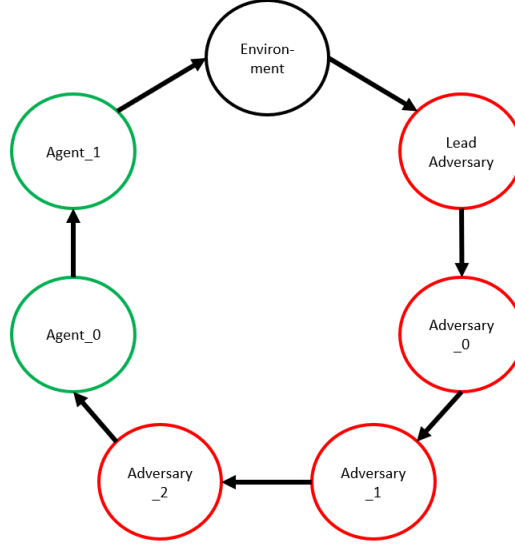 Environ-
ment
Lead
Adversary
Adversary
_0
Adversary
_1
Adversary
_2
Agent_0
Agent_1